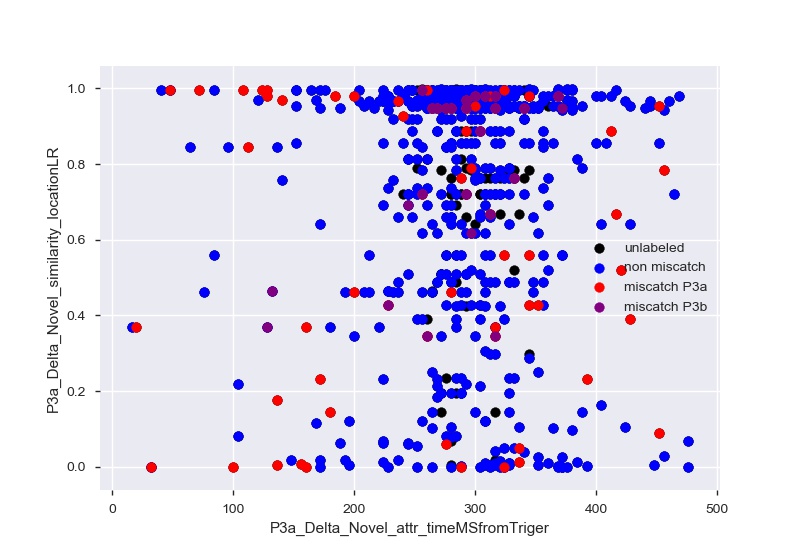 1.0
0.8
0.6
0.4
0.2
0.0
P3a_Delta_Novel_similarity_locationLR
unlabeled
non miscatch
miscatch P3a
miscatch P3b
0 100 200 300 400 500
P3a_Delta_Novel_attr_timeMSfromTriger